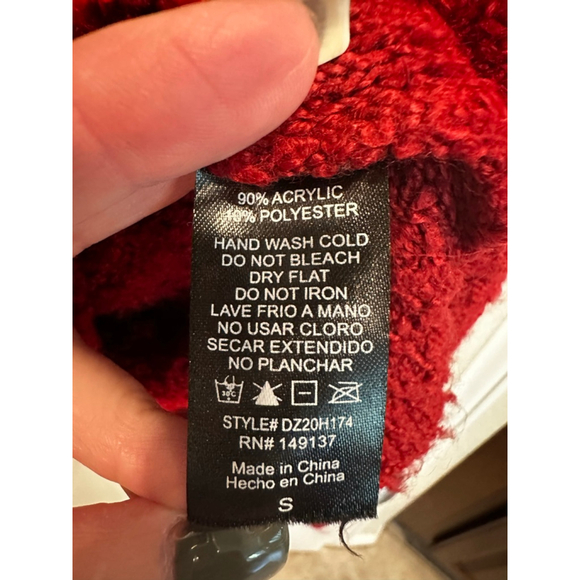 90% ACRYLIC
10% POLYESTER
HAND WASH COLD
DO NOT BLEACH
DRY FLAT
DO NOT IRON
LAVE FRIO A MANO
NO USAR CLORO
SECAR EXTENDIDO
NO PLANCHAR
30°C
STYLE# DZ20H174
RN# 149137
Made in China
Hecho en China
S